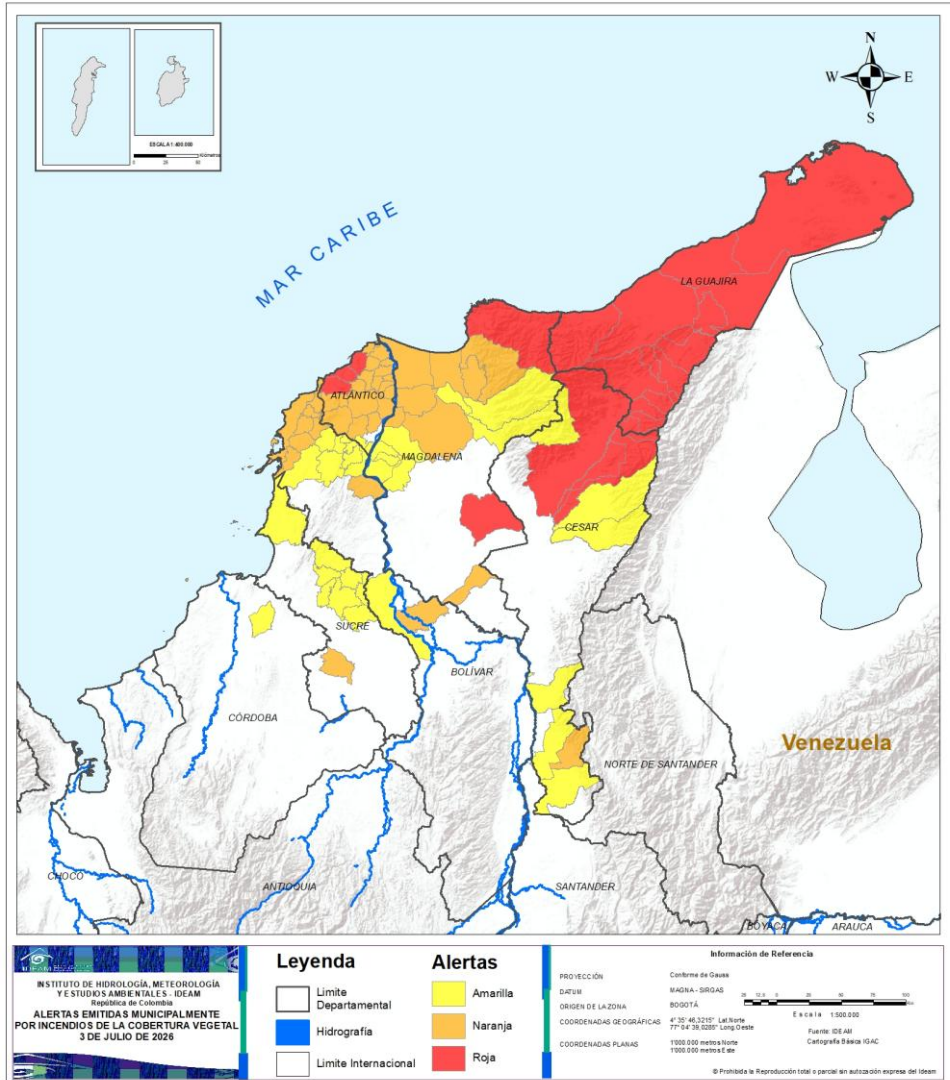 ESCALA 1:400.000
Kilómetros
N
W
E
S
MAR CARIBE
LA GUAJIRA
ATLÁNTICO
MAGDALENA
CESAR
SUCRE
BOLÍVAR
CÓRDOBA
Venezuela
NORTE DE SANTANDER
CHOCÓ
ANTIOQUIA
SANTANDER
BOYACÁ
ARAUCA
IDEAM
INSTITUTO DE HIDROLOGÍA, METEOROLOGÍA
Y ESTUDIOS AMBIENTALES - IDEAM
República de Colombia
ALERTAS EMITIDAS MUNICIPALMENTE
POR INCENDIOS DE LA COBERTURA VEGETAL
3 DE JULIO DE 2026
Leyenda
Limite
Departamental
Hidrografía
Limite Internacional
Alertas
Amarilla
Naranja
Roja
Información de Referencia
PROYECCIÓN Conforme de Gauss
DATUM MAGNA - SIRGAS
ORIGEN DE LA ZONA BOGOTÁ
COORDENADAS GEOGRÁFICAS 4° 35' 46,3215" Lat.Norte
77° 04' 39,0285" Long Oeste
COORDENADAS PLANAS 1'000.000 metros Norte
1'000.000 metros Este
Escala 1:500.000
Fuente: IDEAM
Cartografía Básica IGAC
© Prohibida la Reproducción total o parcial sin autorización expresa del Ideam